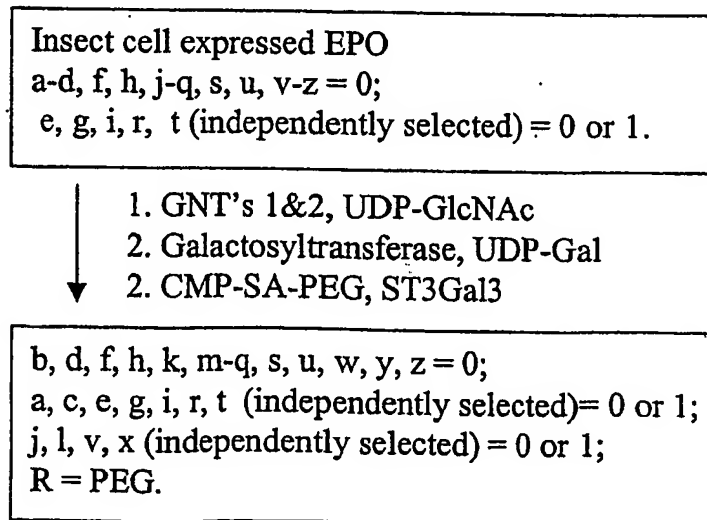 Insect cell expressed EPO
a-d, f, h, j-q, s, u, v-z = 0;
e, g, i, r, t (independently selected) = 0 or 1.
1. GNT's 1&2, UDP-GlcNAc
2. Galactosyltransferase, UDP-Gal
2. CMP-SA-PEG, ST3Gal3
b, d, f, h, k, m-q, s, u, w, y, z = 0;
a, c, e, g, i, r, t (independently selected)= 0 or 1;
j, l, v, x (independently selected) = 0 or 1;
R = PEG.